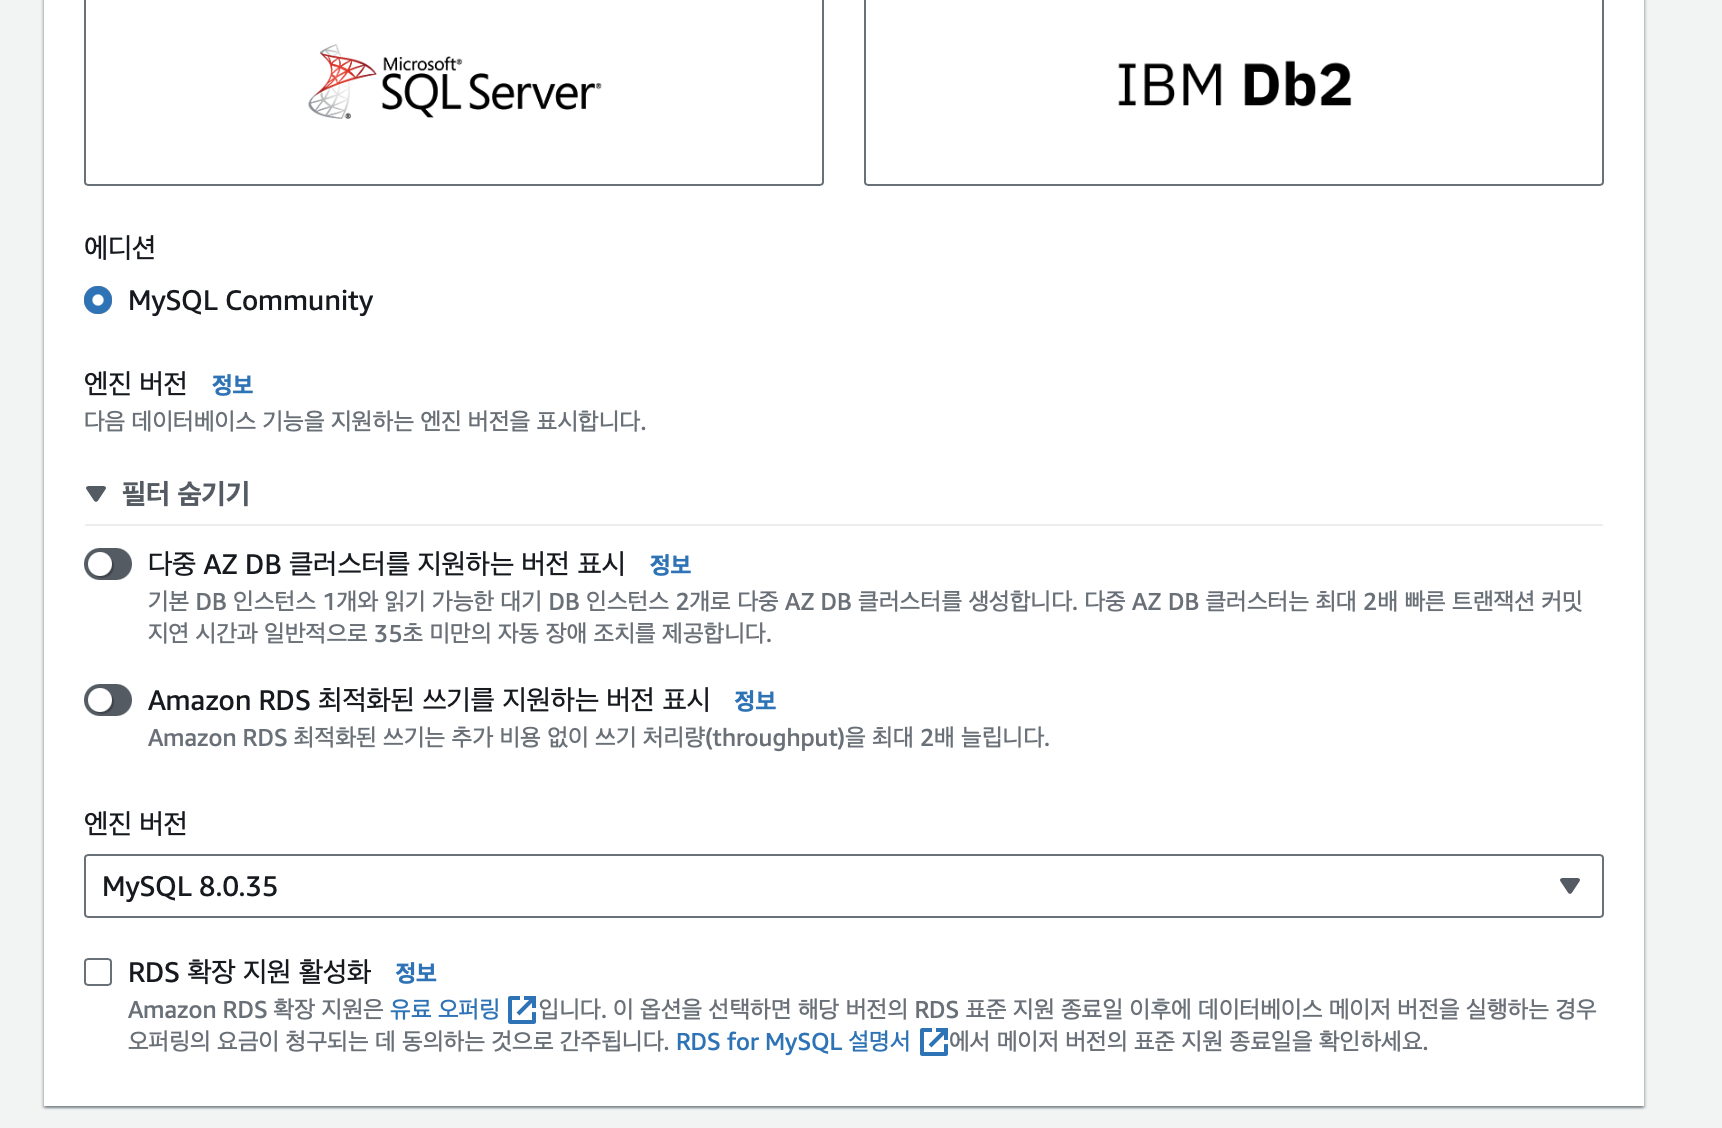 Microsoft®
SQL Server®
IBM Db2
에디션
MySQL Community
엔진 버전 정보
다음 데이터베이스 기능을 지원하는 엔진 버전을 표시합니다.
필터 숨기기
다중 AZ DB 클러스터를 지원하는 버전 표시 정보
기본 DB 인스턴스 1개와 읽기 가능한 대기 DB 인스턴스 2개로 다중 AZ DB 클러스터를 생성합니다. 다중 AZ DB 클러스터는 최대 2배 빠른 트랜잭션 커밋
지연 시간과 일반적으로 35초 미만의 자동 장애 조치를 제공합니다.
Amazon RDS 최적화된 쓰기를 지원하는 버전 표시 정보
Amazon RDS 최적화된 쓰기는 추가 비용 없이 쓰기 처리량(throughput)을 최대 2배 늘립니다.
엔진 버전
MySQL 8.0.35
RDS 확장 지원 활성화 정보
Amazon RDS 확장 지원은 유료 오퍼링 입니다. 이 옵션을 선택하면 해당 버전의 RDS 표준 지원 종료일 이후에 데이터베이스 메이저 버전을 실행하는 경우
오퍼링의 요금이 청구되는 데 동의하는 것으로 간주됩니다. RDS for MySQL 설명서 에서 메이저 버전의 표준 지원 종료일을 확인하세요.